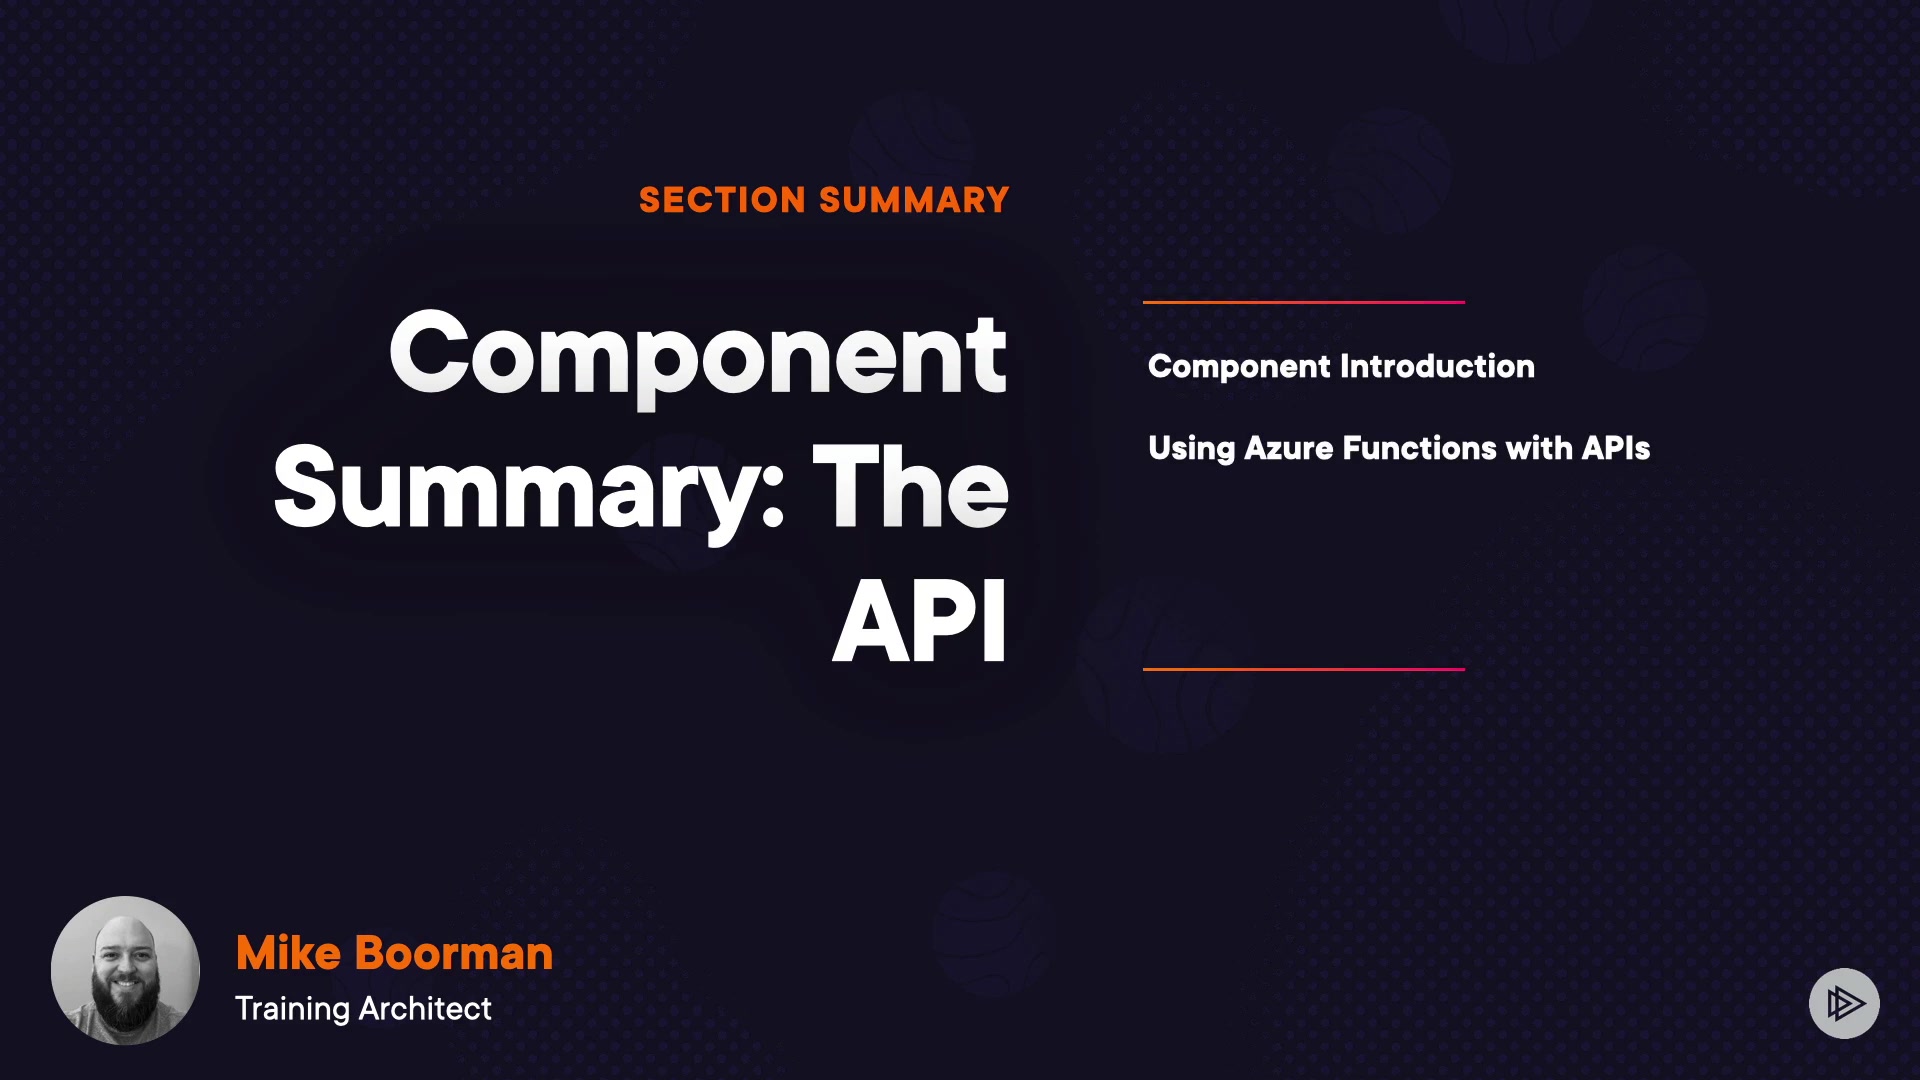 SECTION SUMMARY
Component
Summary: The
API
Component Introduction
Using Azure Functions with APIs
Mike Boorman
Training Architect